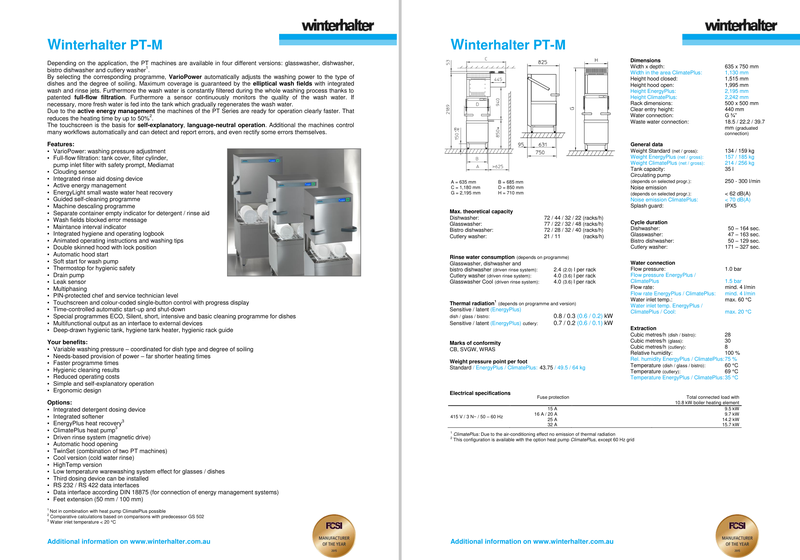 winterhalter
Winterhalter PT-M
Depending on the application, the PT machines are available in four different versions: glasswasher, dishwasher,
bistro dishwasher and cutlery washer¹.
By selecting the corresponding programme, VarioPower automatically adjusts the washing power to the type of
dishes and the degree of soiling. Maximum coverage is guaranteed by the elliptical wash fields with integrated
wash and rinse jets. Furthermore the wash water is constantly filtered during the whole washing process thanks to
patented full-flow filtration. Furthermore a sensor continuously monitors the quality of the wash water. If
necessary, more fresh water is fed into the tank which gradually regenerates the wash water.
Due to the active energy management the machines of the PT Series are ready for operation clearly faster. That
reduces the heating time by up to 50%².
The touchscreen is the basis for self-explanatory, language-neutral operation. Additional the machines control
many workflows automatically and can detect and report errors, and even rectify some errors themselves.
Features:
• VarioPower: washing pressure adjustment
• Full-flow filtration: tank cover, filter cylinder,
pump inlet filter with safety prompt, Mediamat
• Clouding sensor
• Integrated rinse aid dosing device
• Active energy management
• EnergyLight small waste water heat recovery
• Guided self-cleaning programme
• Machine descaling programme
• Separate container empty indicator for detergent / rinse aid
• Wash fields blocked error message
• Maintance interval indicator
• Integrated hygiene and operating logbook
• Animated operating instructions and washing tips
• Double skinned hood with lock position
• Automatic hood start
• Soft start for wash pump
• Thermostop for hygienic safety
• Drain pump
• Leak sensor
• Multiphasing
• PIN-protected chef and service technician level
• Touchscreen and colour-coded single-button control with progress display
• Time-controlled automatic start-up and shut-down
• Special programmes ECO, Silent, short, intensive and basic cleaning programme for dishes
• Multifunctional output as an interface to external devices
• Deep-drawn hygienic tank, hygiene tank heater, hygienic rack guide
Your benefits:
• Variable washing pressure – coordinated for dish type and degree of soiling
• Needs-based provision of power – far shorter heating times
• Faster programme times
• Hygienic cleaning results
• Reduced operating costs
• Simple and self-explanatory operation
• Ergonomic design
Options:
• Integrated detergent dosing device
• Integrated softener
• EnergyPlus heat recovery³
• ClimatePlus heat pump³
• Driven rinse system (magnetic drive)
• Automatic hood opening
• TwinSet (combination of two PT machines)
• Cool version (cold water rinse)
• HighTemp version
• Low temperature warewashing system effect for glasses / dishes
• Third dosing device can be installed
• RS 232 / RS 422 data interfaces
• Data interface according DIN 18875 (for connection of energy management systems)
• Feet extension (50 mm / 100 mm)
¹ Not in combination with heat pump ClimatePlus possible
² Comparative calculations based on comparisons with predecessor GS 502
³ Water inlet temperature < 20 °C
Additional information on www.winterhalter.com.au
FCSI
MANUFACTURER
OF THE YEAR
winterhalter
Winterhalter PT-M
C
825
H
53
445
2180
440
G
850
B
A
95
631
750
A = 635 mm B = 685 mm
C = 1,180 mm D = 850 mm
G = 2,195 mm H = 710 mm
Max. theoretical capacity
Dishwasher: 72 / 44 / 32 / 22 (racks/h)
Glasswasher: 77 / 22 / 32 / 48 (racks/h)
Bistro dishwasher: 72 / 28 / 32 / 40 (racks/h)
Cutlery washer: 21 / 11 (racks/h)
Rinse water consumption (depends on programme)
Glasswasher, dishwasher and
bistro dishwasher (driven rinse system): 2.4 (2.0) l per rack
Cutlery washer (driven rinse system): 4.0 (3.6) l per rack
Glasswasher Cool (driven rinse system): 4.0 (3.6) l per rack
Thermal radiation¹ (depends on programme and version)
Sensitive / latent (EnergyPlus)
dish / glass / bistro: 0.8 / 0.3 (0.6 / 0.2) kW
Sensitive / latent (EnergyPlus) cutlery: 0.7 / 0.2 (0.6 / 0.1) kW
Marks of conformity
CB, SVGW, WRAS
Weight pressure point per foot
Standard / EnergyPlus / ClimatePlus: 43.75 / 49.5 / 64 kg
Dimensions
Width x depth: 635 x 750 mm
Width in the area ClimatePlus: 1,130 mm
Height hood closed: 1,515 mm
Height hood open: 1,995 mm
Height EnergyPlus: 2,195 mm
Height ClimatePlus: 2,242 mm
Rack dimensions: 500 x 500 mm
Clear entry height: 440 mm
Water connection: G ¾"
Waste water connection: 18.5 / 22.2 / 39.7
mm (graduated
connection)
General data
Weight Standard (net / gross): 134 / 159 kg
Weight EnergyPlus (net / gross): 157 / 185 kg
Weight ClimatePlus (net / gross): 214 / 256 kg
Tank capacity: 35 l
Circulating pump
(depends on selected progr.): 250 - 300 l/min
Noise emission
(depends on selected progr.): < 62 dB(A)
Noise emission ClimatePlus < 70 dB(A)
Splash guard: IPX5
Cycle duration
Dishwasher: 50 – 164 sec.
Glasswasher: 47 – 163 sec.
Bistro dishwasher: 50 – 129 sec.
Cutlery washer: 171 – 327 sec.
Water connection
Flow pressure: 1.0 bar
Flow pressure EnergyPlus /
ClimatePlus 1.5 bar
Flow rate: mind. 4 l/min
Flow rate EnergyPlus / ClimatePlus: mind. 4 l/min
Water inlet temp.: max. 60 °C
Water inlet temp. EnergyPlus /
ClimatePlus / Cool: max. 20 °C
Extraction
Cubic metres/h (dish / bistro): 28
Cubic metres/h (glass): 30
Cubic metres/h (cutlery): 8
Relative humidity: 100 %
Rel. humidity EnergyPlus / ClimatePlus: 75 %
Temperature (dish / glass / bistro): 60 °C
Temperature (cutlery): 69 °C
Temperature EnergyPlus / ClimatePlus: 35 °C
Electrical specifications
Fuse protection Total connected load with
10.8 kW boiler heating element
415 V / 3 N~ / 50 – 60 Hz
15 A 9.5 kW
16 A / 20 A 9.7 kW
25 A 14.2 kW
32 A 15.7 kW
¹ ClimatePlus: Due to the air-conditioning effect no emission of thermal radiation
² This configuration is available with the option heat pump ClimatePlus, except 60 Hz grid
Additional information on www.winterhalter.com.au
FCSI
MANUFACTURER
OF THE YEAR